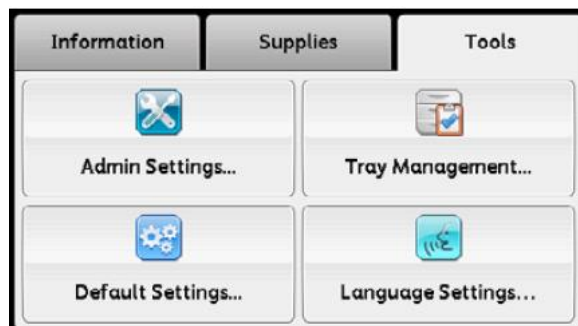 Information Supplies Tools
Admin Settings...
Tray Management...
Default Settings...
Language Settings...